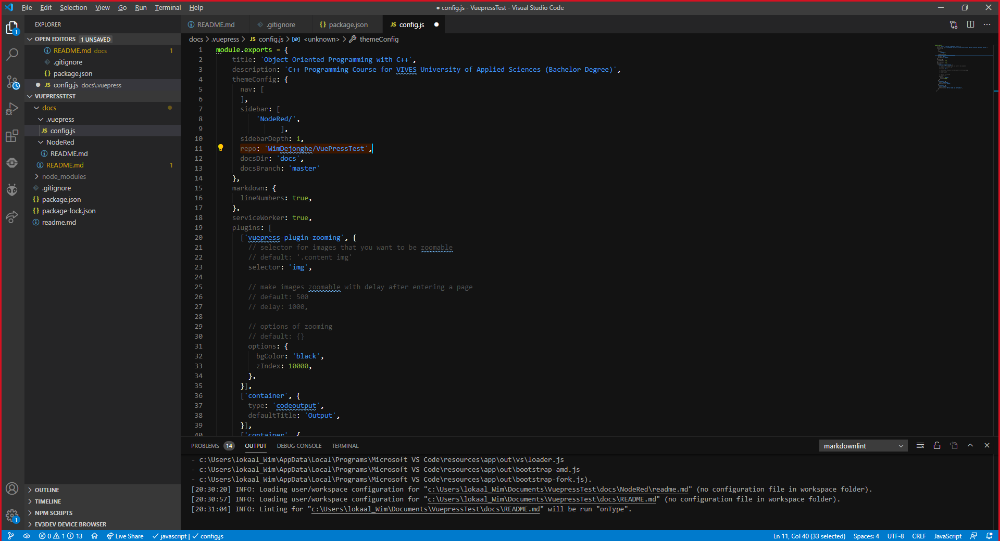 File Edit Selection View Go Run Terminal Help
● config.js - VuepressTest - Visual Studio Code
EXPLORER
OPEN EDITORS 1 UNSAVED
README.md docs 1
.gitignore
{} package.json
● JS config.js docs\.vuepress
VUEPRESSTEST
docs
.vuepress
JS config.js
NodeRed
README.md
README.md 1
node_modules
.gitignore
{} package.json
{} package-lock.json
readme.md
OUTLINE
TIMELINE
NPM SCRIPTS
EV3DEV DEVICE BROWSER
1
1
README.md .gitignore {} package.json JS config.js ●
docs > .vuepress > JS config.js > <unknown> > themeConfig
1 module.exports = {
2 title: 'Object Oriented Programming with C++',
3 description: 'C++ Programming Course for VIVES University of Applied Sciences (Bachelor Degree)',
4 themeConfig: {
5 nav: [
6 ],
7 sidebar: [
8 'NodeRed/',
9 ],
10 sidebarDepth: 1,
11 repo: 'WimDejonghe/VuePressTest',
12 docsDir: 'docs',
13 docsBranch: 'master'
14 },
15 markdown: {
16 lineNumbers: true,
17 },
18 serviceWorker: true,
19 plugins: [
20 ['vuepress-plugin-zooming', {
21 // selector for images that you want to be zoomable
22 // default: '.content img'
23 selector: 'img',
24
25 // make images zoomable with delay after entering a page
26 // default: 500
27 // delay: 1000,
28
29 // options of zooming
30 // default: {}
31 options: {
32 bgColor: 'black',
33 zIndex: 10000,
34 },
35 }],
36 ['container', {
37 type: 'codeoutput',
38 defaultTitle: 'Output',
39 }],
40 ['container', {
PROBLEMS 14 OUTPUT DEBUG CONSOLE TERMINAL markdownlint
- c:\Users\lokaal_Wim\AppData\Local\Programs\Microsoft VS Code\resources\app\out\vs\loader.js
- c:\Users\lokaal_Wim\AppData\Local\Programs\Microsoft VS Code\resources\app\out\bootstrap-amd.js
- c:\Users\lokaal_Wim\AppData\Local\Programs\Microsoft VS Code\resources\app\out\bootstrap-fork.js).
[20:30:20] INFO: Loading user/workspace configuration for "c:\Users\lokaal_Wim\Documents\VuepressTest\docs\NodeRed\readme.md" (no configuration file in workspace folder).
[20:30:57] INFO: Loading user/workspace configuration for "c:\Users\lokaal_Wim\Documents\VuepressTest\docs\README.md" (no configuration file in workspace folder).
[20:31:04] INFO: Linting for "c:\Users\lokaal_Wim\Documents\VuepressTest\docs\README.md" will be run "onType".
0 1 13 Live Share ✓ javascript | ✓ config.js Ln 11, Col 40 (33 selected) Spaces: 4 UTF-8 CRLF JavaScript